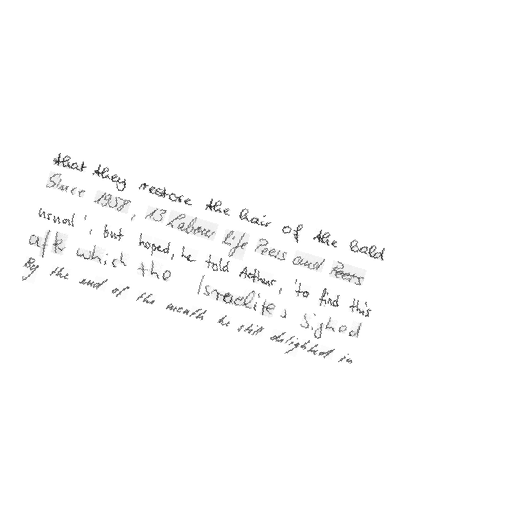 that they restore the hair of the bald
Since 1958, 13 Labour life Peers and Peers
usual', but hoped, he told Arthur, 'to find this
after which the Israelites sighed
By the end of the month he still delighted in